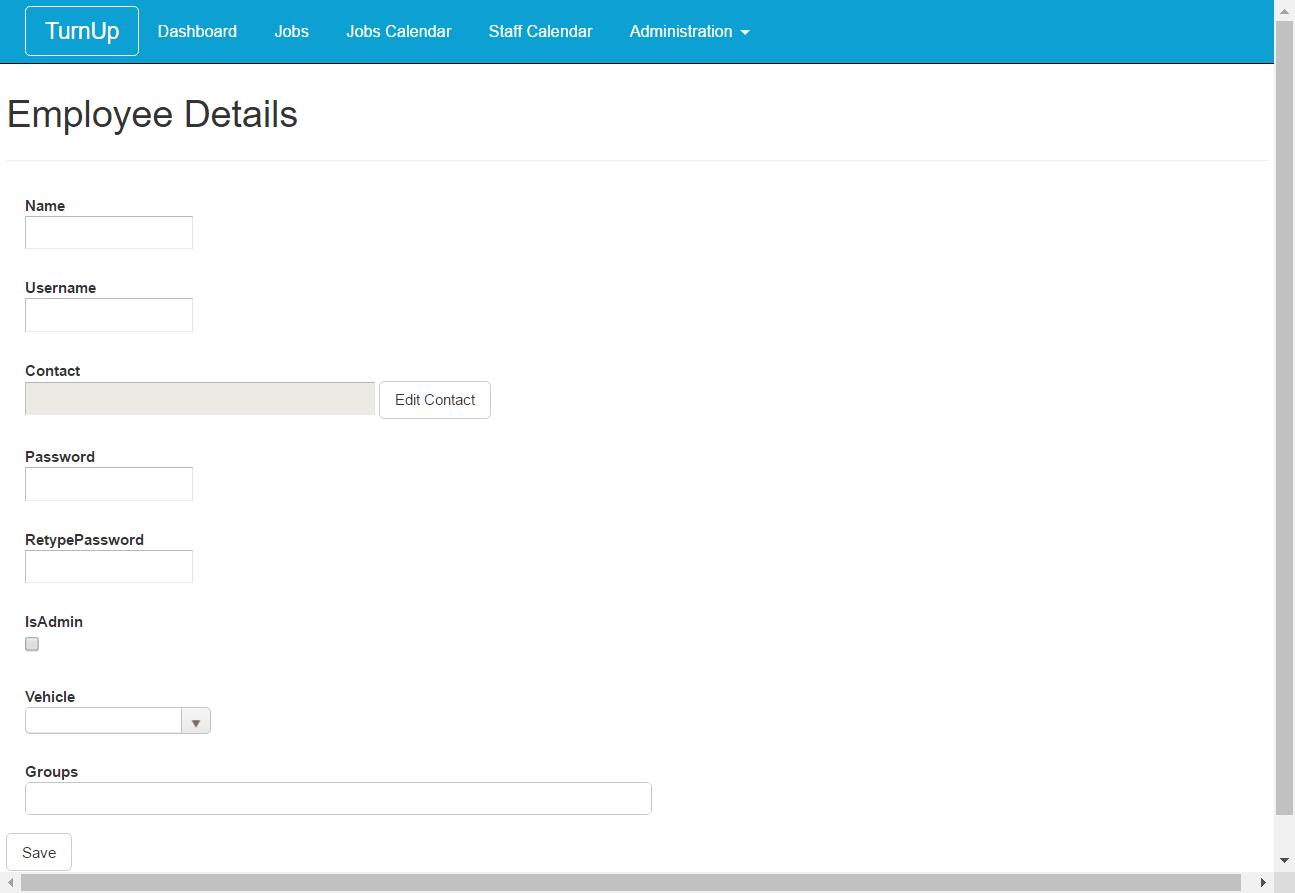 TurnUp Dashboard Jobs Jobs Calendar Staff Calendar Administration
Employee Details
Name
Username
Contact
Edit Contact
Password
RetypePassword
IsAdmin
Vehicle
Groups
Save